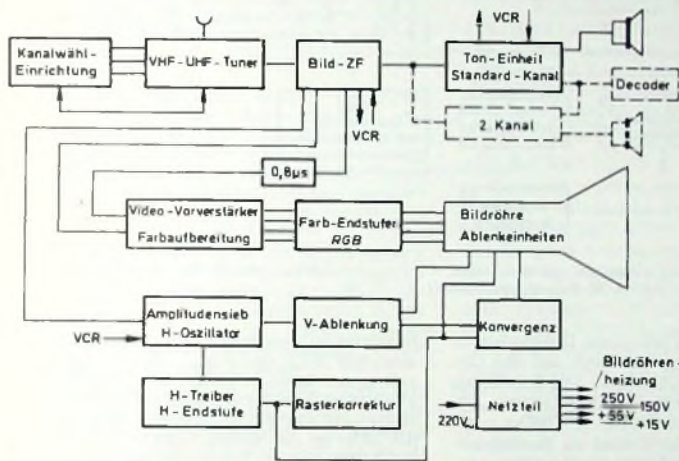 VCR
Kanalwähl-
Einrichtung
VHF-UHF-Tuner
Bild-ZF
Ton-Einheit
Standard-Kanal
Decoder
VCR
2. Kanal
0,8µs
Video-Vorverstärker
Farbaufbereitung
Farb-Endstufen
RGB
Bildröhre
Ablenkeinheiten
Amplitudensieb
H-Oszillator
V-Ablenkung
Konvergenz
VCR
H-Treiber
H-Endstufe
Rasterkorrektur
Netzteil
220V~
Bildröhren-
heizung
250V
150V
+55V
+15V